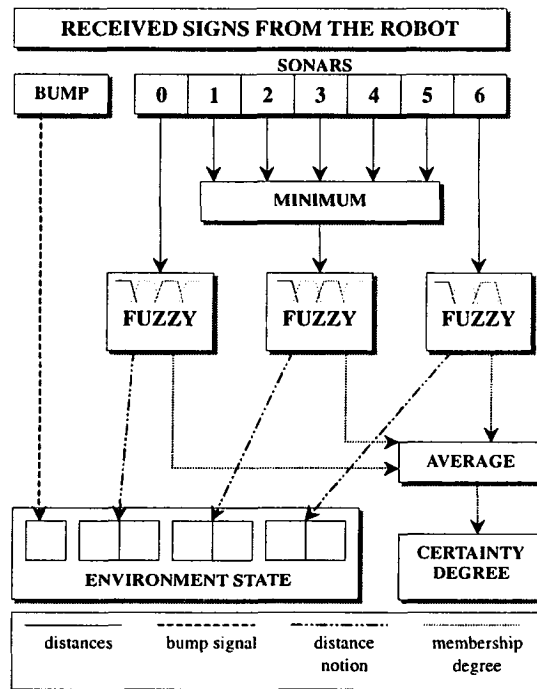 RECEIVED SIGNS FROM THE ROBOT
SONARS
BUMP
0 1 2 3 4 5 6
MINIMUM
FUZZY FUZZY FUZZY
AVERAGE
ENVIRONMENT STATE
CERTAINTY
DEGREE
distances bump signal distance membership
notion degree